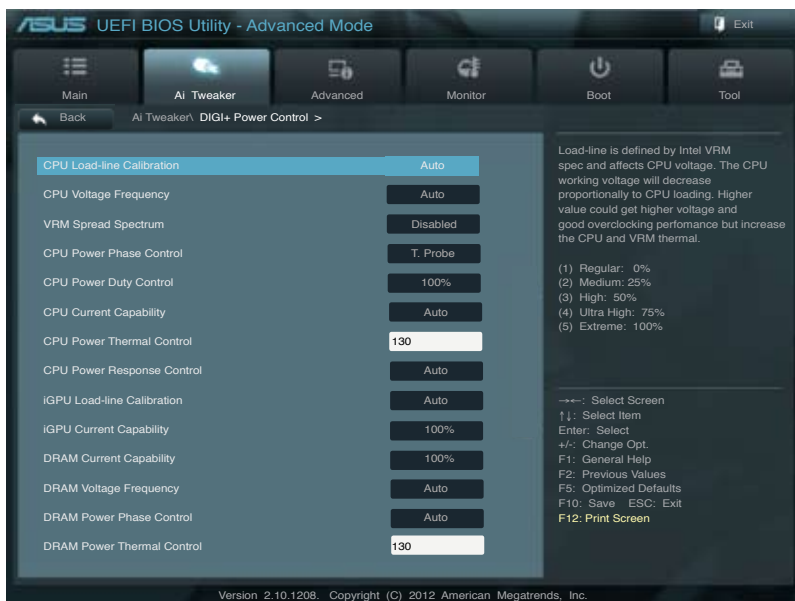 ASUS UEFI BIOS Utility - Advanced Mode
Exit
Main
Ai Tweaker
Advanced
Monitor
Boot
Tool
Back
Ai Tweaker\ DIGI+ Power Control >
CPU Load-line Calibration Auto
CPU Voltage Frequency Auto
VRM Spread Spectrum Disabled
CPU Power Phase Control T. Probe
CPU Power Duty Control 100%
CPU Current Capability Auto
CPU Power Thermal Control 130
CPU Power Response Control Auto
iGPU Load-line Calibration Auto
iGPU Current Capability 100%
DRAM Current Capability 100%
DRAM Voltage Frequency Auto
DRAM Power Phase Control Auto
DRAM Power Thermal Control 130
Load-line is defined by Intel VRM
spec and affects CPU voltage. The CPU
working voltage will decrease
proportionally to CPU loading. Higher
value could get higher voltage and
good overclocking perfomance but increase
the CPU and VRM thermal.
(1) Regular: 0%
(2) Medium: 25%
(3) High: 50%
(4) Ultra High: 75%
(5) Extreme: 100%
→←: Select Screen
↑↓: Select Item
Enter: Select
+/-: Change Opt.
F1: General Help
F2: Previous Values
F5: Optimized Defaults
F10: Save ESC: Exit
F12: Print Screen
Version 2.10.1208. Copyright (C) 2012 American Megatrends, Inc.